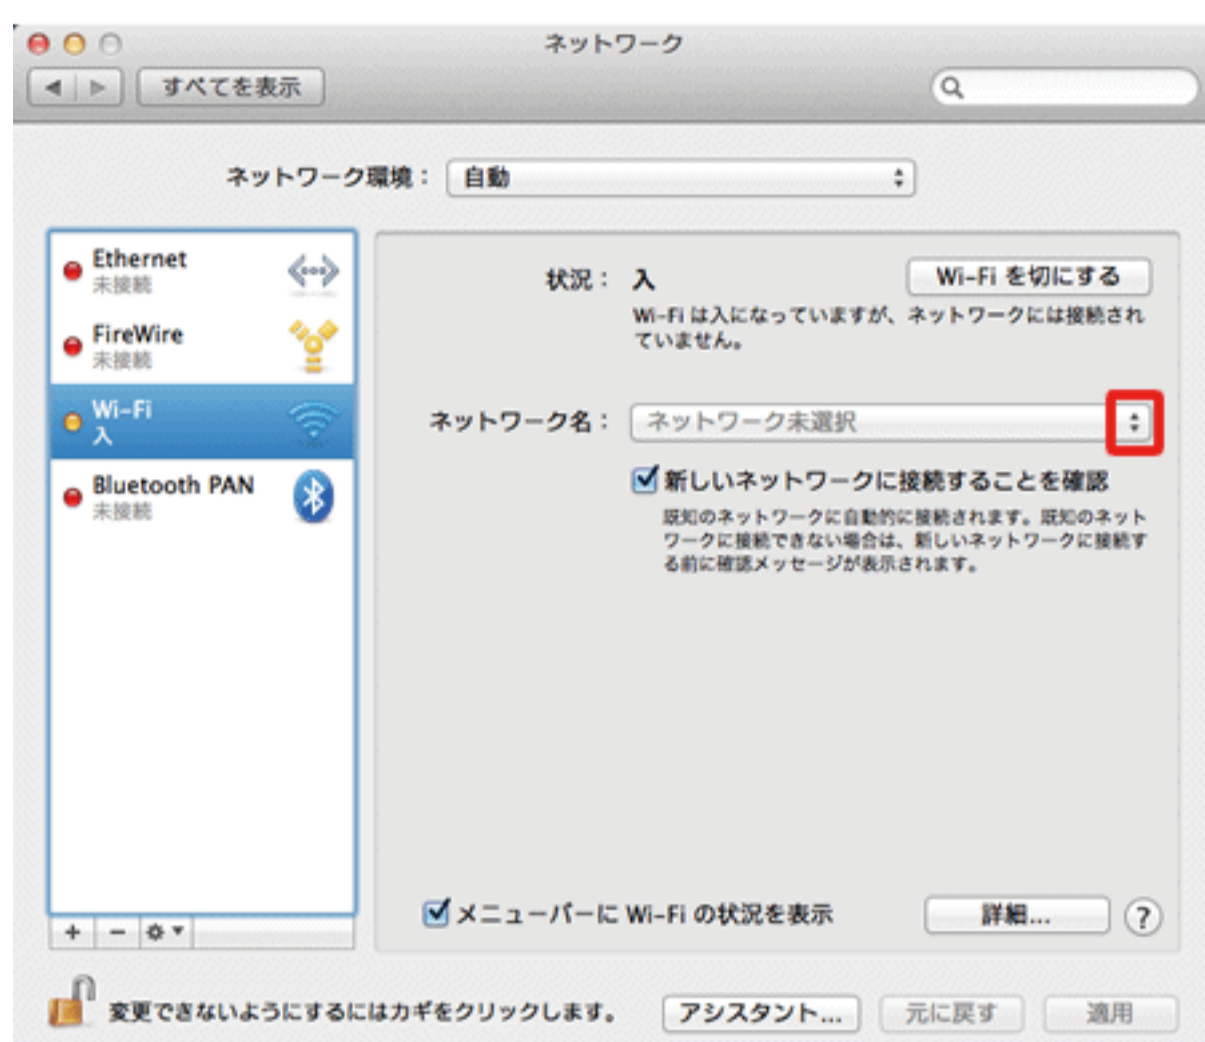 ネットワーク
すべてを表示
ネットワーク環境： 自動
Ethernet
未接続
FireWire
未接続
Wi-Fi
入
Bluetooth PAN
未接続
状況： 入
Wi-Fi を切にする
Wi-Fi は入になっていますが、ネットワークには接続され
ていません。
ネットワーク名： ネットワーク未選択
新しいネットワークに接続することを確認
既知のネットワークに自動的に接続されます。既知のネット
ワークに接続できない場合は、新しいネットワークに接続す
る前に確認メッセージが表示されます。
メニューバーに Wi-Fi の状況を表示
詳細...
?
変更できないようにするにはカギをクリックします。
アシスタント...
元に戻す
適用